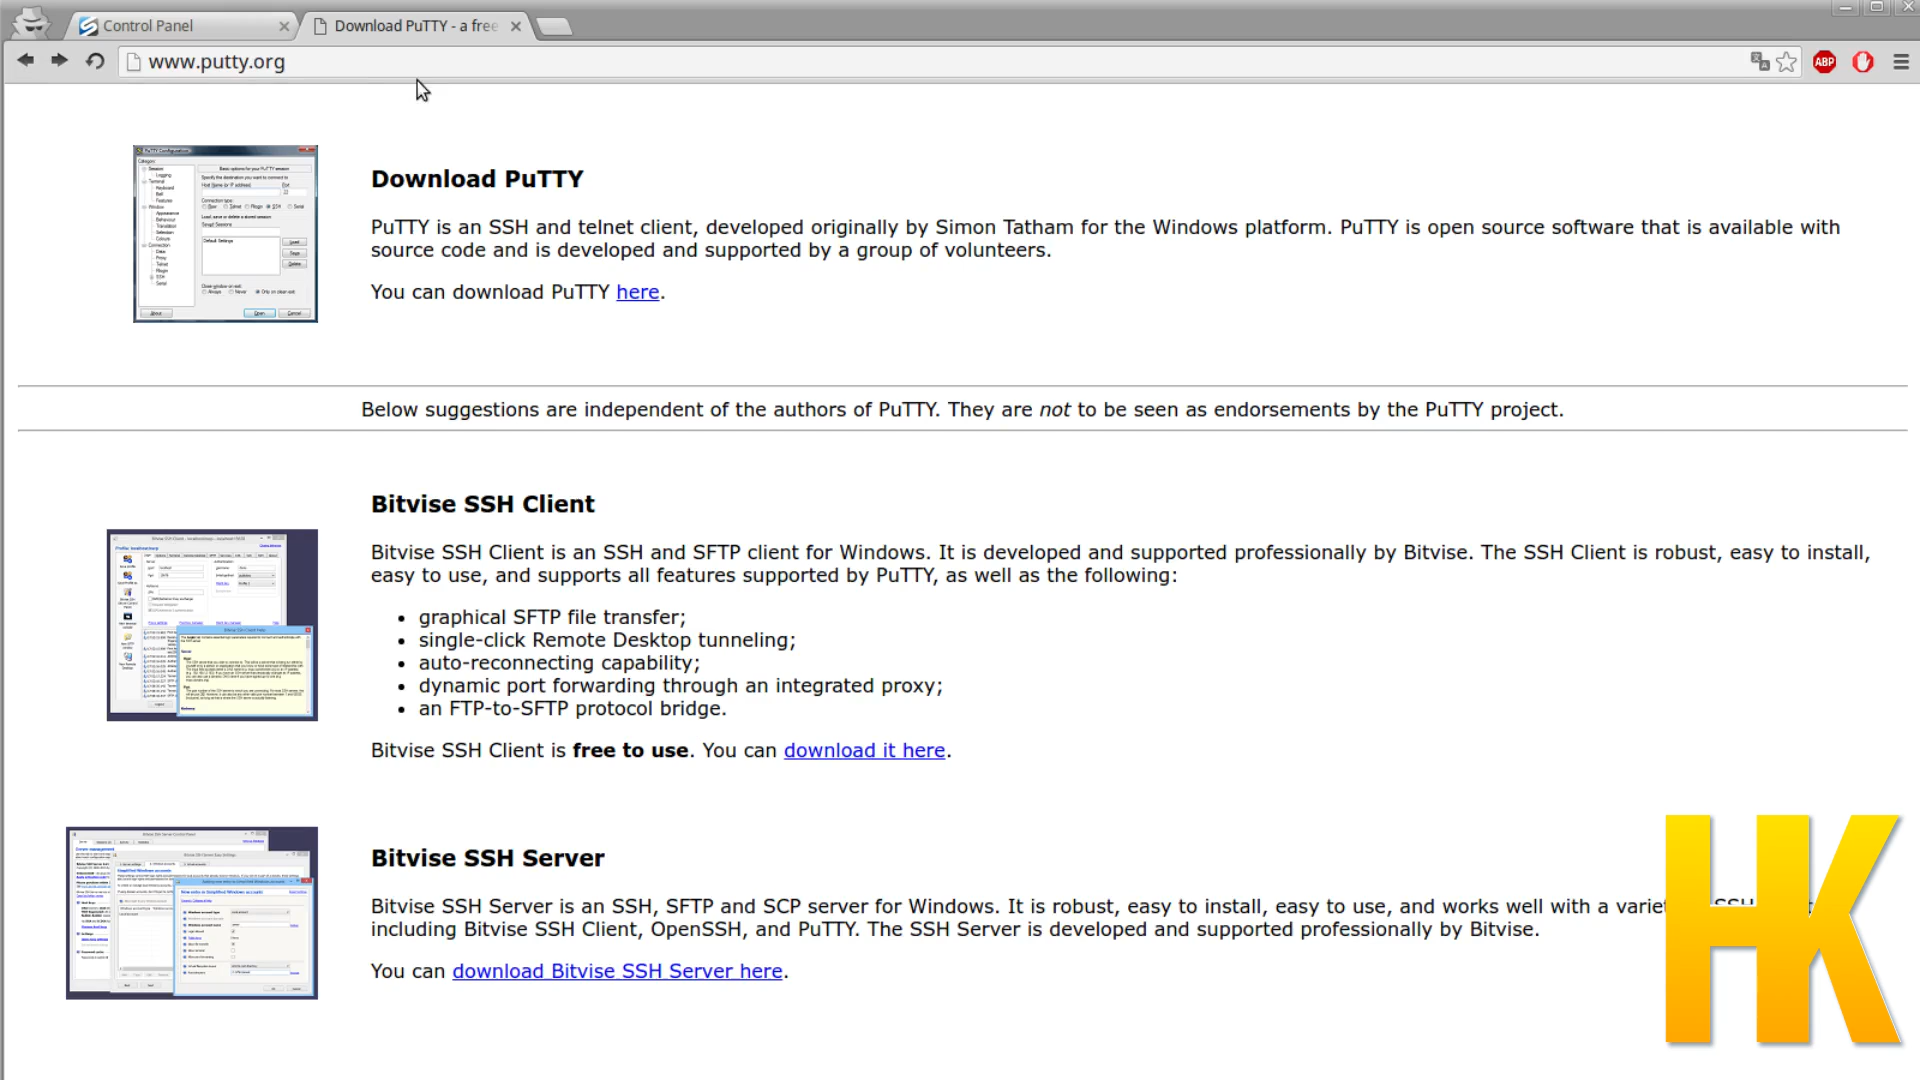 Control Panel
Download PuTTY - a free
www.putty.org
ABP
Download PuTTY
PuTTY is an SSH and telnet client, developed originally by Simon Tatham for the Windows platform. PuTTY is open source software that is available with
source code and is developed and supported by a group of volunteers.
You can download PuTTY here.
Below suggestions are independent of the authors of PuTTY. They are not to be seen as endorsements by the PuTTY project.
Bitvise SSH Client
Bitvise SSH Client is an SSH and SFTP client for Windows. It is developed and supported professionally by Bitvise. The SSH Client is robust, easy to install,
easy to use, and supports all features supported by PuTTY, as well as the following:
• graphical SFTP file transfer;
• single-click Remote Desktop tunneling;
• auto-reconnecting capability;
• dynamic port forwarding through an integrated proxy;
• an FTP-to-SFTP protocol bridge.
Bitvise SSH Client is free to use. You can download it here.
Bitvise SSH Server
Bitvise SSH Server is an SSH, SFTP and SCP server for Windows. It is robust, easy to install, easy to use, and works well with a
including Bitvise SSH Client, OpenSSH, and PuTTY. The SSH Server is developed and supported professionally by Bitvise.
You can download Bitvise SSH Server here.
HK